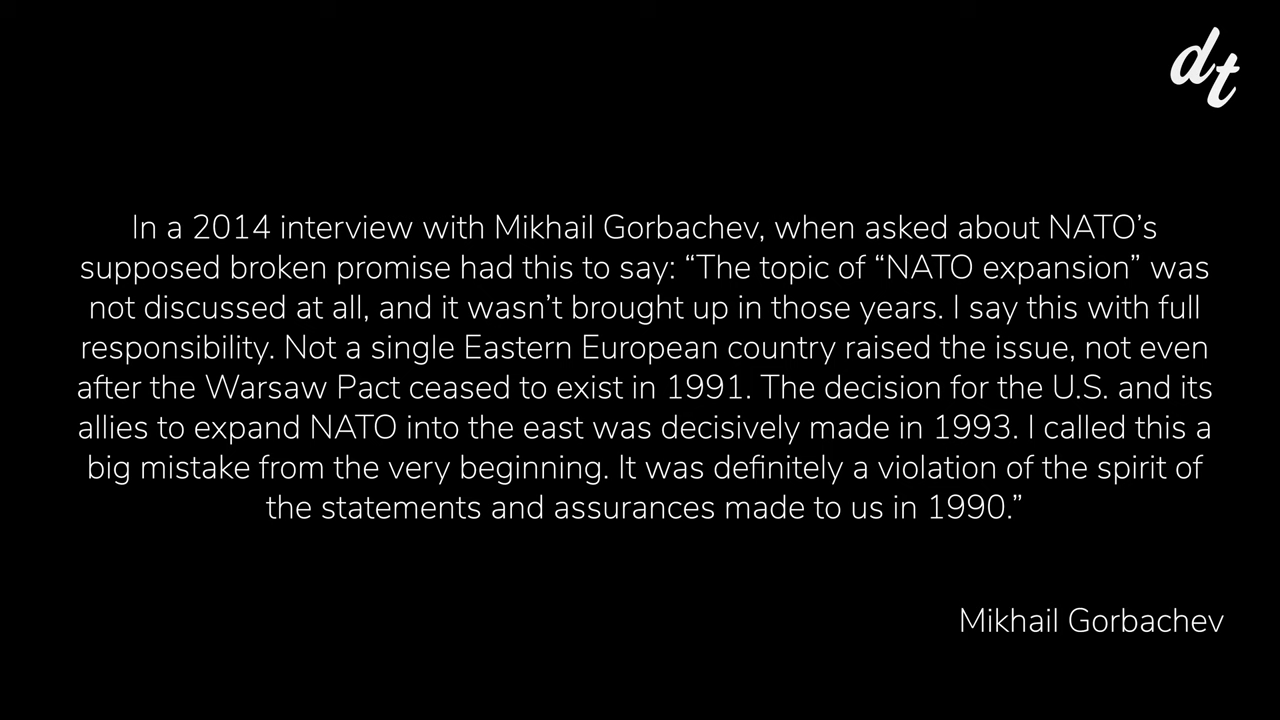 dt
In a 2014 interview with Mikhail Gorbachev, when asked about NATO’s
supposed broken promise had this to say: “The topic of “NATO expansion” was
not discussed at all, and it wasn’t brought up in those years. I say this with full
responsibility. Not a single Eastern European country raised the issue, not even
after the Warsaw Pact ceased to exist in 1991. The decision for the U.S. and its
allies to expand NATO into the east was decisively made in 1993. I called this a
big mistake from the very beginning. It was definitely a violation of the spirit of
the statements and assurances made to us in 1990.”
Mikhail Gorbachev